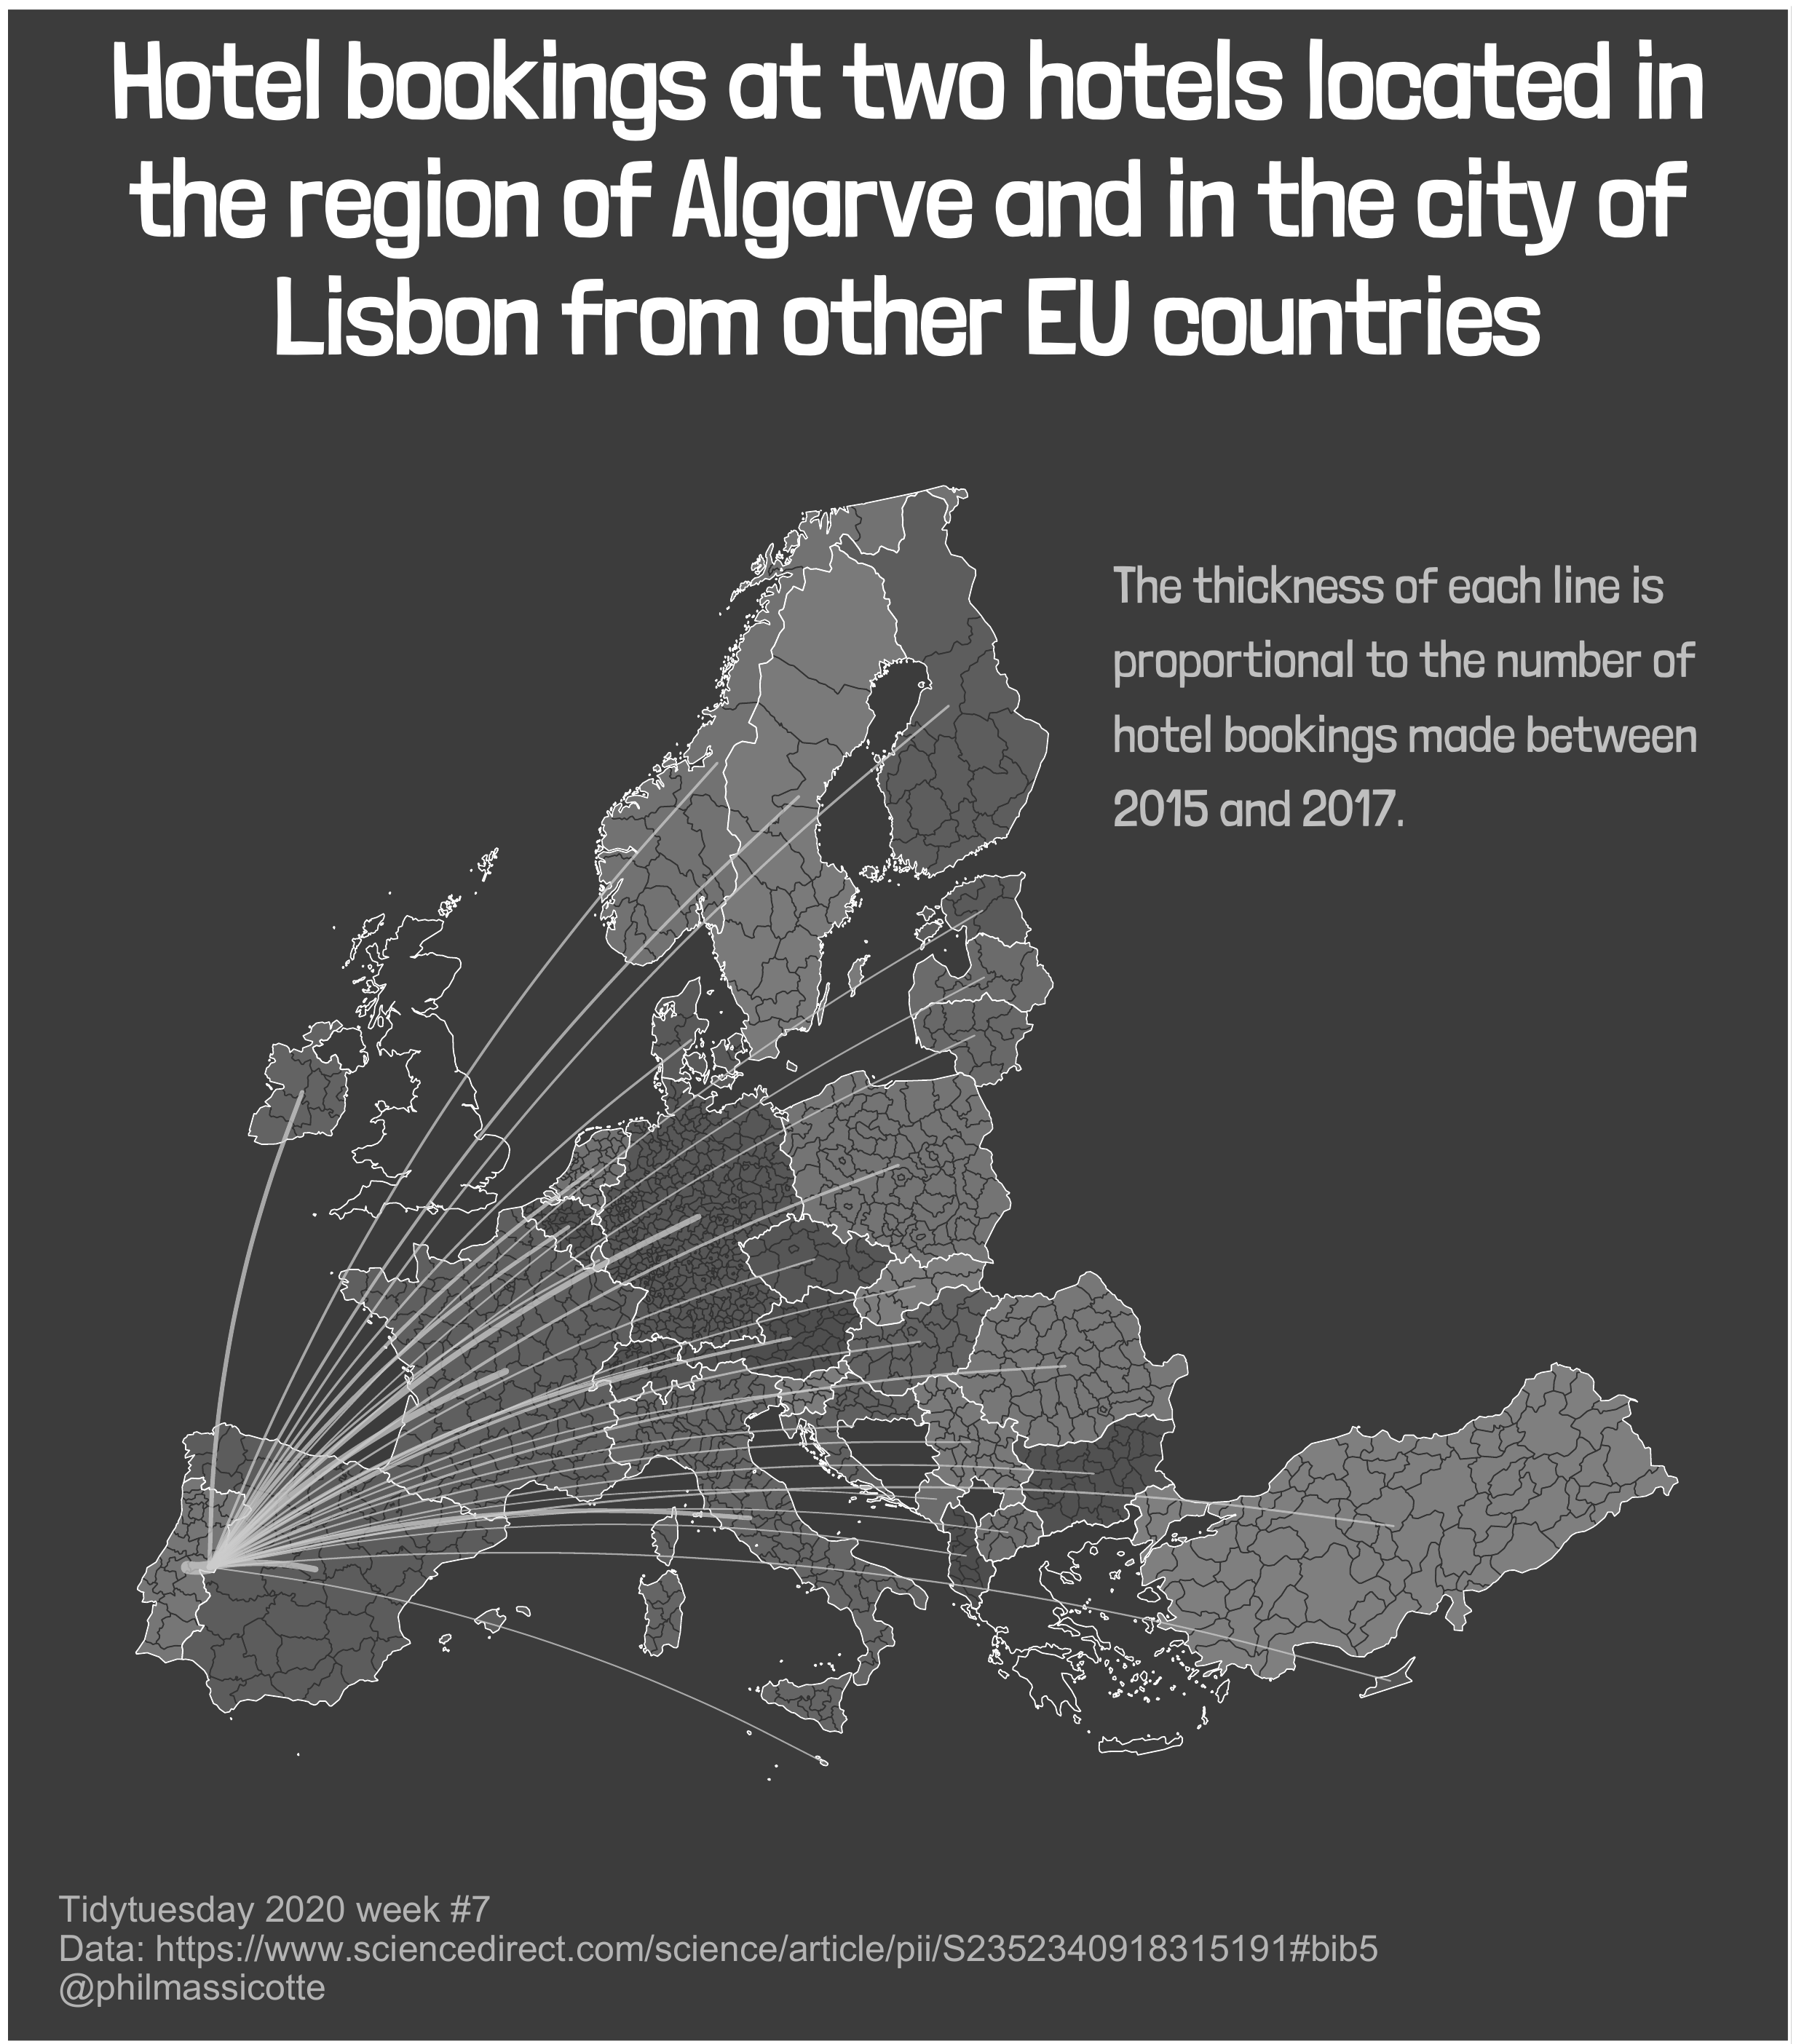 Hotel bookings at two hotels located in
the region of Algarve and in the city of
Lisbon from other EU countries
The thickness of each line is
proportional to the number of
hotel bookings made between
2015 and 2017.
Tidytuesday 2020 week #7
Data: https://www.sciencedirect.com/science/article/pii/S2352340918315191#bib5
@philmassicotte